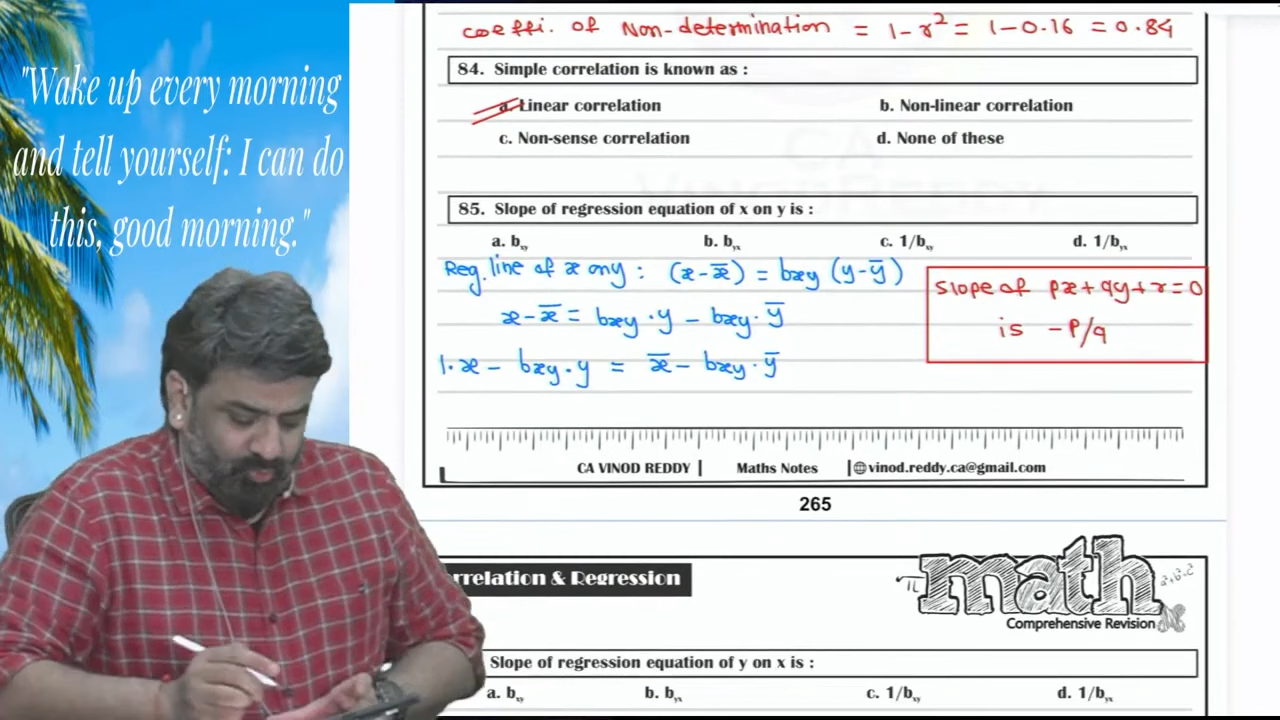 "Wake up every morning
and tell yourself: I can do
this, good morning."
coeffi. of Non-determination = 1-r² = 1-0.16 = 0.84
84. Simple correlation is known as :
a. Linear correlation b. Non-linear correlation
c. Non-sense correlation d. None of these
85. Slope of regression equation of x on y is :
a. bxy b. byx c. 1/bxy d. 1/byx
Reg. line of x on y : (x-x̅) = bxy (y-y̅)
x-x̅ = bxy·y - bxy·y̅
1·x - bxy·y = x̅ - bxy·y̅
slope of px+qy+r=0
is -P/q
CA VINOD REDDY | Maths Notes | vinod.reddy.ca@gmail.com
265
rrelation & Regression
π math a²+b²=c²
Comprehensive Revision
Slope of regression equation of y on x is :
a. bxy b. byx c. 1/bxy d. 1/byx